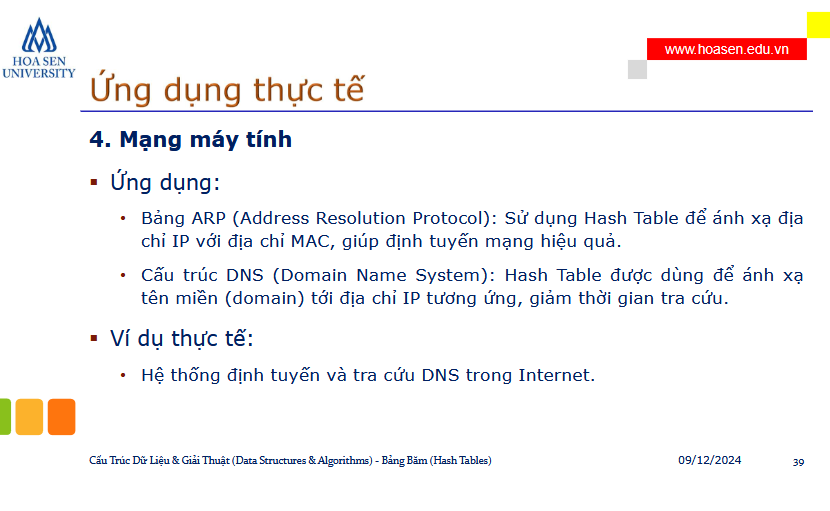 HOA SEN
UNIVERSITY
www.hoasen.edu.vn
Ứng dụng thực tế
4. Mạng máy tính
▪ Ứng dụng:
• Bảng ARP (Address Resolution Protocol): Sử dụng Hash Table để ánh xạ địa
chỉ IP với địa chỉ MAC, giúp định tuyến mạng hiệu quả.
• Cấu trúc DNS (Domain Name System): Hash Table được dùng để ánh xạ
tên miền (domain) tới địa chỉ IP tương ứng, giảm thời gian tra cứu.
▪ Ví dụ thực tế:
• Hệ thống định tuyến và tra cứu DNS trong Internet.
Cấu Trúc Dữ Liệu & Giải Thuật (Data Structures & Algorithms) - Bảng Băm (Hash Tables) 09/12/2024 39